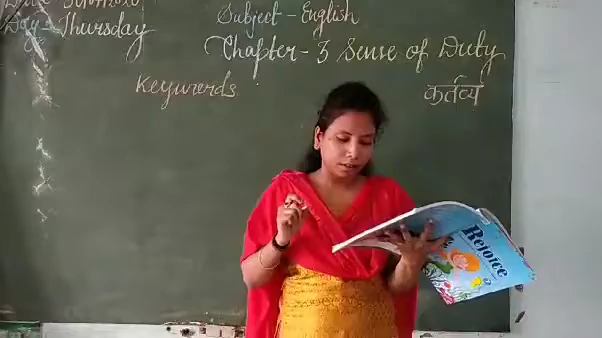 Day - Thursday
Subject - English
Chapter - 3 Sense of Duty
Keywords
कर्तव्य
Rejoice